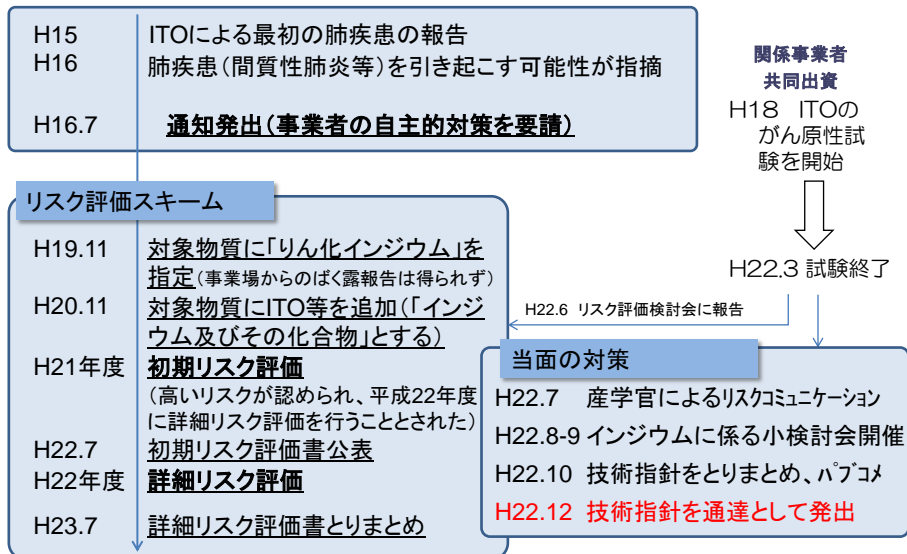 H15 ITOによる最初の肺疾患の報告
H16 肺疾患(間質性肺炎等)を引き起こす可能性が指摘
H16.7 通知発出(事業者の自主的対策を要請)
関係事業者
共同出資
H18 ITOの
がん原性試
験を開始
H22.3 試験終了
リスク評価スキーム
H19.11 対象物質に「りん化インジウム」を
指定(事業場からのばく露報告は得られず)
H20.11 対象物質にITO等を追加(「インジ
ウム及びその化合物」とする)
H21年度 初期リスク評価
(高いリスクが認められ、平成22年度
に詳細リスク評価を行うこととされた)
H22.7 初期リスク評価書公表
H22年度 詳細リスク評価
H23.7 詳細リスク評価書とりまとめ
H22.6 リスク評価検討会に報告
当面の対策
H22.7 産学官によるリスクコミュニケーション
H22.8-9 インジウムに係る小検討会開催
H22.10 技術指針をとりまとめ、パブコメ
H22.12 技術指針を通達として発出